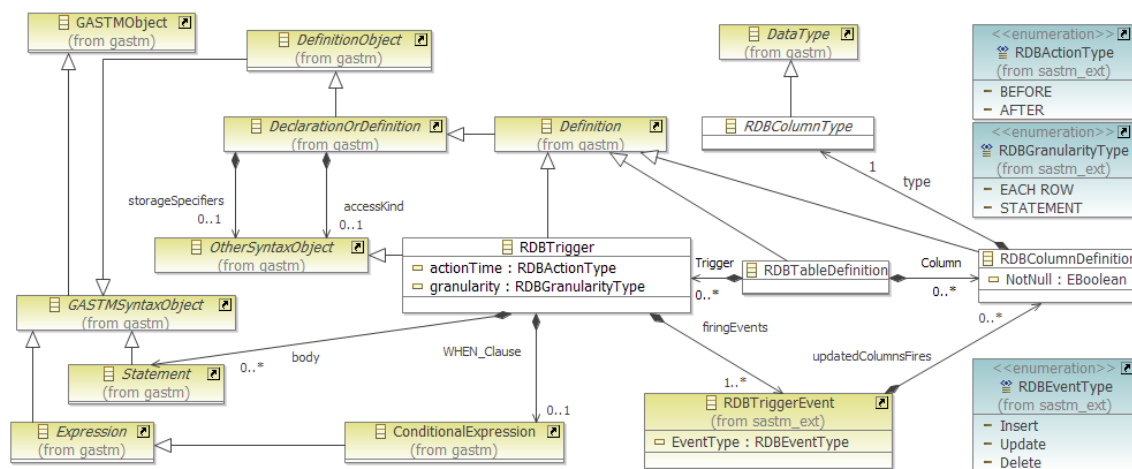 GASTMObject
(from gastm)
DefinitionObject
(from gastm)
DataType
(from gastm)
<<enumeration>>
RDBActionType
(from sastm_ext)
BEFORE
AFTER
DeclarationOrDefinition
(from gastm)
Definition
(from gastm)
RDBColumnType
<<enumeration>>
RDBGranularityType
(from sastm_ext)
EACH ROW
STATEMENT
1
type
storageSpecifiers
0..1
accessKind
0..1
OtherSyntaxObject
(from gastm)
RDBTrigger
actionTime : RDBActionType
granularity : RDBGranularityType
Trigger
0..*
RDBTableDefinition
Column
0..*
RDBColumnDefinition
NotNull : EBoolean
0..*
GASTMSyntaxObject
(from gastm)
body
0..*
WHEN_Clause
0..1
firingEvents
1..*
updatedColumnsFires
Statement
(from gastm)
<<enumeration>>
RDBEventType
(from sastm_ext)
Insert
Update
Delete
Expression
(from gastm)
ConditionalExpression
(from gastm)
RDBTriggerEvent
(from sastm_ext)
EventType : RDBEventType